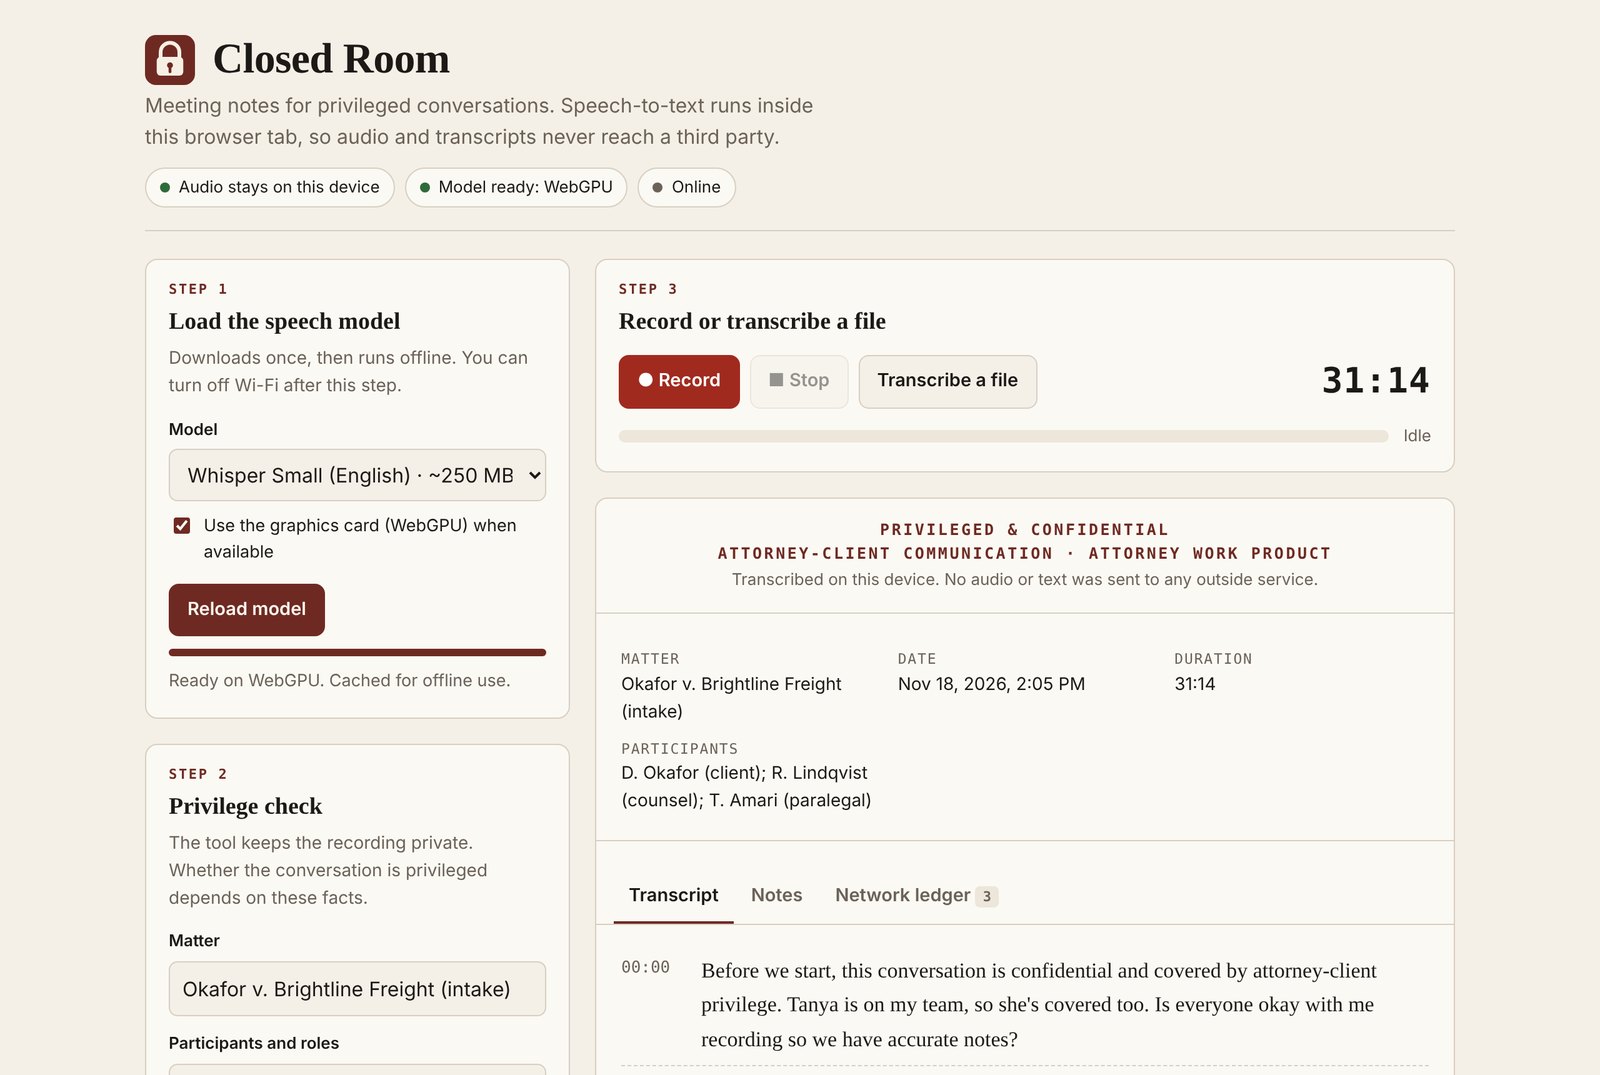 Closed Room
Meeting notes for privileged conversations. Speech-to-text runs inside
this browser tab, so audio and transcripts never reach a third party.
Audio stays on this device
Model ready: WebGPU
Online
STEP 1
Load the speech model
Downloads once, then runs offline. You can
turn off Wi-Fi after this step.
Model
Whisper Small (English) · ~250 MB
Use the graphics card (WebGPU) when
available
Reload model
Ready on WebGPU. Cached for offline use.
STEP 2
Privilege check
The tool keeps the recording private.
Whether the conversation is privileged
depends on these facts.
Matter
Okafor v. Brightline Freight (intake)
Participants and roles
STEP 3
Record or transcribe a file
Record
Stop
Transcribe a file
31:14
Idle
PRIVILEGED & CONFIDENTIAL
ATTORNEY-CLIENT COMMUNICATION · ATTORNEY WORK PRODUCT
Transcribed on this device. No audio or text was sent to any outside service.
MATTER
Okafor v. Brightline Freight
(intake)
DATE
Nov 18, 2026, 2:05 PM
DURATION
31:14
PARTICIPANTS
D. Okafor (client); R. Lindqvist
(counsel); T. Amari (paralegal)
Transcript
Notes
Network ledger 3
00:00
Before we start, this conversation is confidential and covered by attorney-client
privilege. Tanya is on my team, so she's covered too. Is everyone okay with me
recording so we have accurate notes?